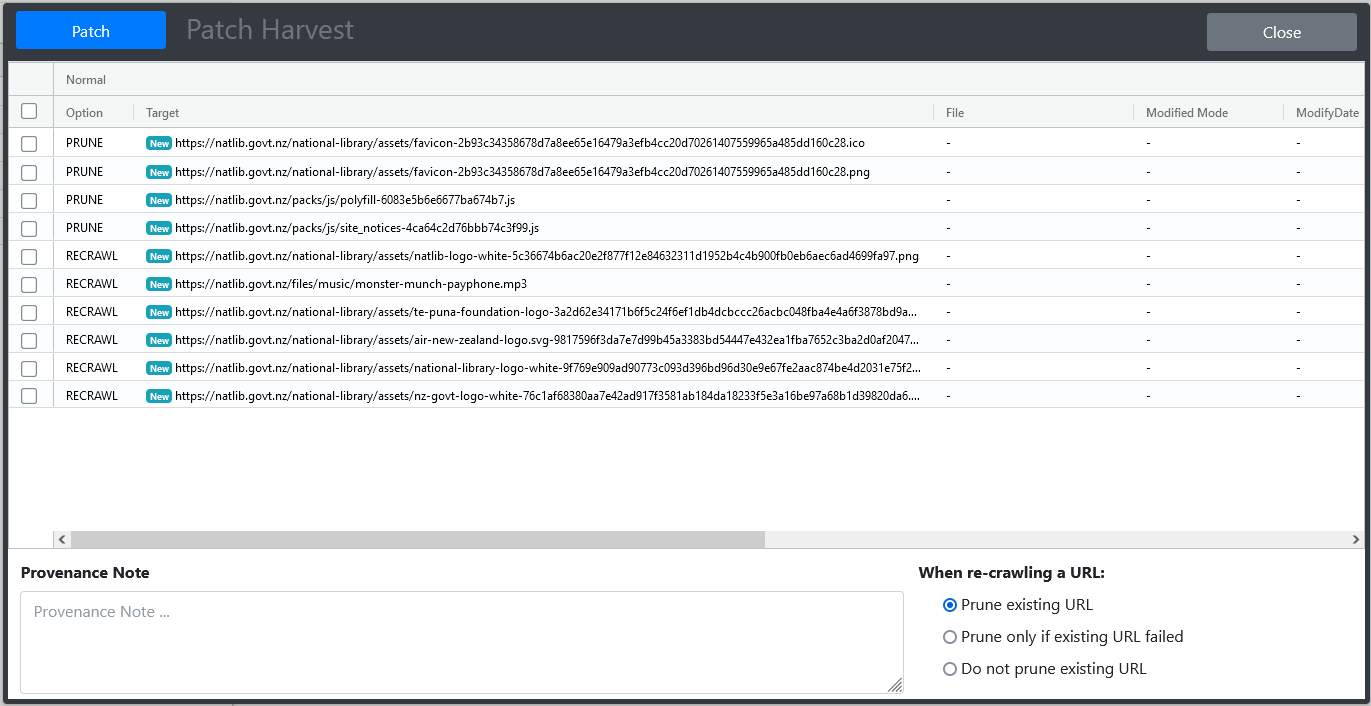 Patch Patch Harvest Close
Normal
Option Target File Modified Mode ModifyDate
PRUNE New https://natlib.govt.nz/national-library/assets/favicon-2b93c34358678d7a8ee65e16479a3efb4cc20d70261407559965a485dd160c28.ico - - -
PRUNE New https://natlib.govt.nz/national-library/assets/favicon-2b93c34358678d7a8ee65e16479a3efb4cc20d70261407559965a485dd160c28.png - - -
PRUNE New https://natlib.govt.nz/packs/js/polyfill-6083e5b6e6677ba674b7.js - - -
PRUNE New https://natlib.govt.nz/packs/js/site_notices-4ca64c2d76bbb74c3f99.js - - -
RECRAWL New https://natlib.govt.nz/national-library/assets/natlib-logo-white-5c36674b6ac20e2f877f12e84632311d1952b4c4b900fb0eb6aec6ad4699fa97.png - - -
RECRAWL New https://natlib.govt.nz/files/music/monster-munch-payphone.mp3 - - -
RECRAWL New https://natlib.govt.nz/national-library/assets/te-puna-foundation-logo-3a2d62e34171b6f5c24f6ef1db4dcbccc26acbc048fba4e4a6f3878bd9a... - - -
RECRAWL New https://natlib.govt.nz/national-library/assets/air-new-zealand-logo.svg-9817596f3da7e7d99b45a3383bd54447e432ea1fba7652c3ba2d0af2047... - - -
RECRAWL New https://natlib.govt.nz/national-library/assets/national-library-logo-white-9f769e909ad90773c093d396bd96d30e9e67fe2aac874be4d2031e75f2... - - -
RECRAWL New https://natlib.govt.nz/national-library/assets/nz-govt-logo-white-76c1af68380aa7e42ad917f3581ab184da18233f5e3a16be97a68b1d39820da6.... - - -
Provenance Note
Provenance Note ...
When re-crawling a URL:
Prune existing URL
Prune only if existing URL failed
Do not prune existing URL